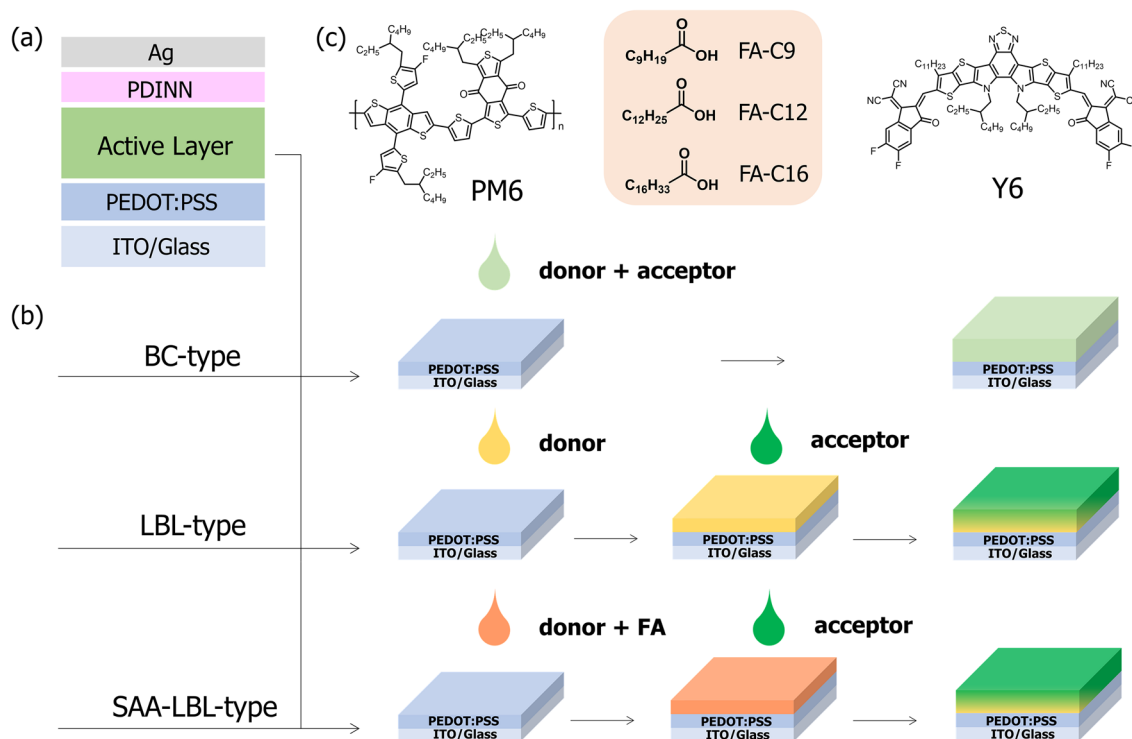 (a)
Ag
PDINN
Active Layer
PEDOT:PSS
ITO/Glass
(c)
C4H9
C2H5
F
S
C2H5 C2H5
C4H9
C4H9
S
O
O
S
S
S
S
S
n
S
F
C2H5
C4H9
PM6
O
C9H19
OH
FA-C9
O
C12H25
OH
FA-C12
O
C16H33
OH
FA-C16
S
N
N
C11H23
S
S
S
S
C11H23
CN
NC
N
N
CN
NC
C2H5
C2H5
C4H9
C4H9
O
O
F
F
F
F
Y6
donor + acceptor
(b)
BC-type
PEDOT:PSS
ITO/Glass
PEDOT:PSS
ITO/Glass
donor
acceptor
LBL-type
PEDOT:PSS
ITO/Glass
PEDOT:PSS
ITO/Glass
PEDOT:PSS
ITO/Glass
donor + FA
acceptor
SAA-LBL-type
PEDOT:PSS
ITO/Glass
PEDOT:PSS
ITO/Glass
PEDOT:PSS
ITO/Glass